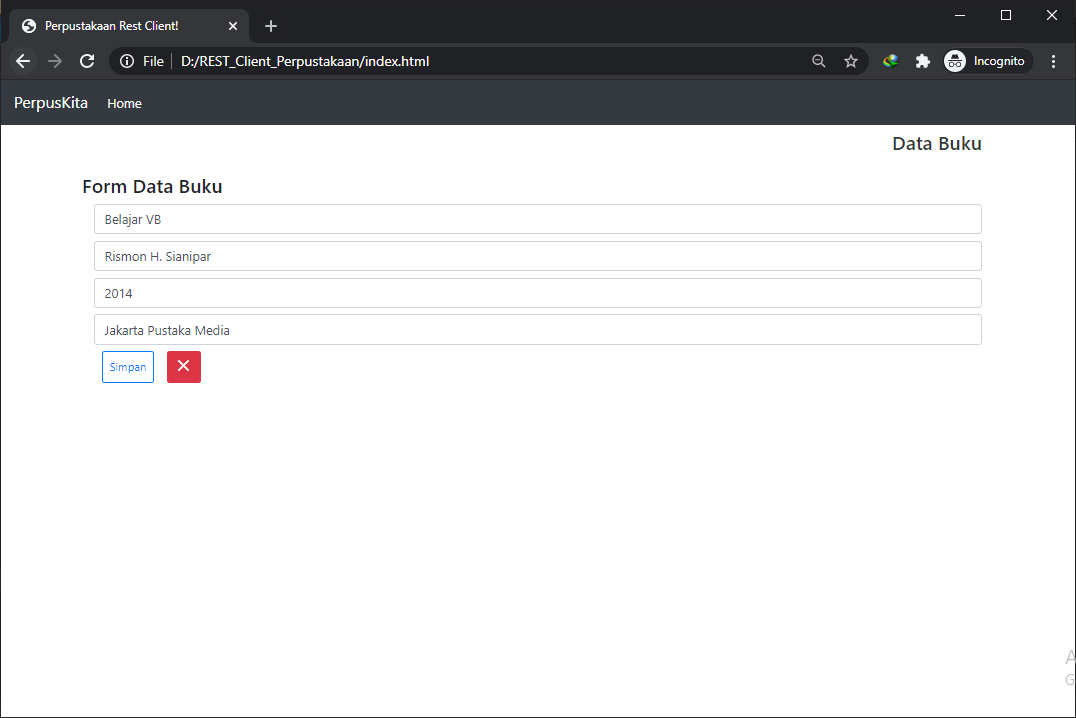 Perpustakaan Rest Client!
File D:/REST_Client_Perpustakaan/index.html Incognito
PerpusKita Home
Data Buku
Form Data Buku
Belajar VB
Rismon H. Sianipar
2014
Jakarta Pustaka Media
Simpan
A
G